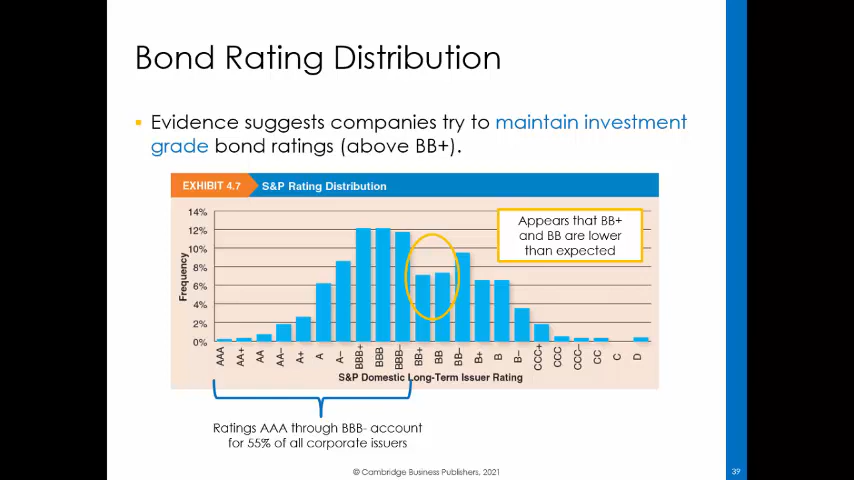 Bond Rating Distribution
▪ Evidence suggests companies try to maintain investment
grade bond ratings (above BB+).
EXHIBIT 4.7 S&P Rating Distribution
14%
12%
10%
8%
6%
4%
2%
0%
Frequency
Appears that BB+
and BB are lower
than expected
AAA AA+ AA AA− A+ A A− BBB+ BBB BBB− BB+ BB BB− B+ B B− CCC+ CCC CCC− CC C D
S&P Domestic Long-Term Issuer Rating
Ratings AAA through BBB- account
for 55% of all corporate issuers
© Cambridge Business Publishers, 2021
39